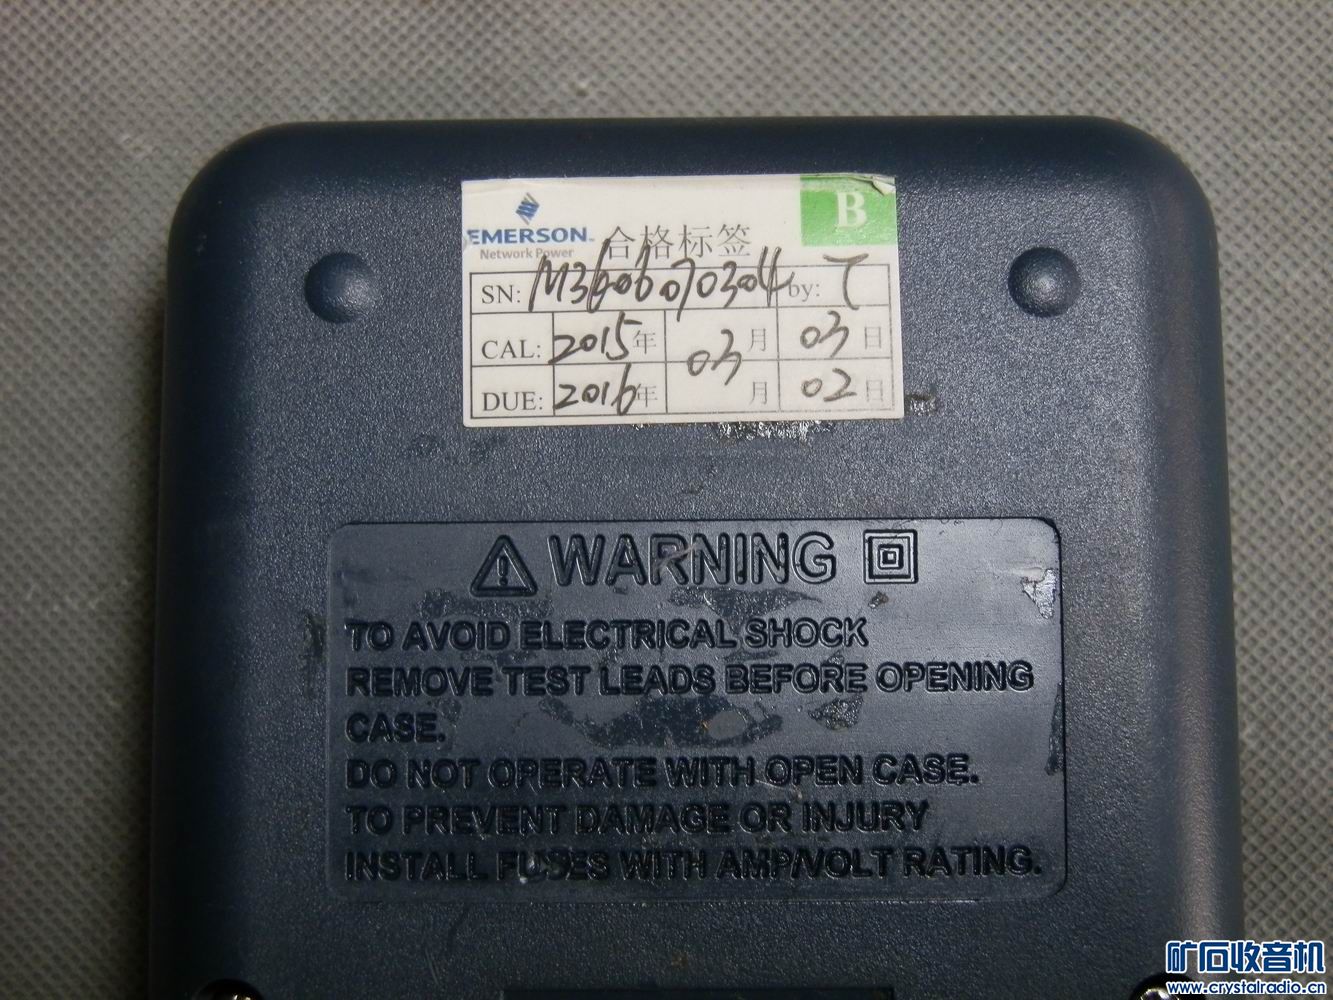 B
EMERSON™ 合格标签
Network Power
SN: M3606070304 by: T
CAL: 2015年 03月 03日
DUE: 2016年 03月 02日
WARNING
TO AVOID ELECTRICAL SHOCK
REMOVE TEST LEADS BEFORE OPENING
CASE.
DO NOT OPERATE WITH OPEN CASE.
TO PREVENT DAMAGE OR INJURY
INSTALL FUSES WITH AMP/VOLT RATING.
矿石收音机
www.crystalradio.cn